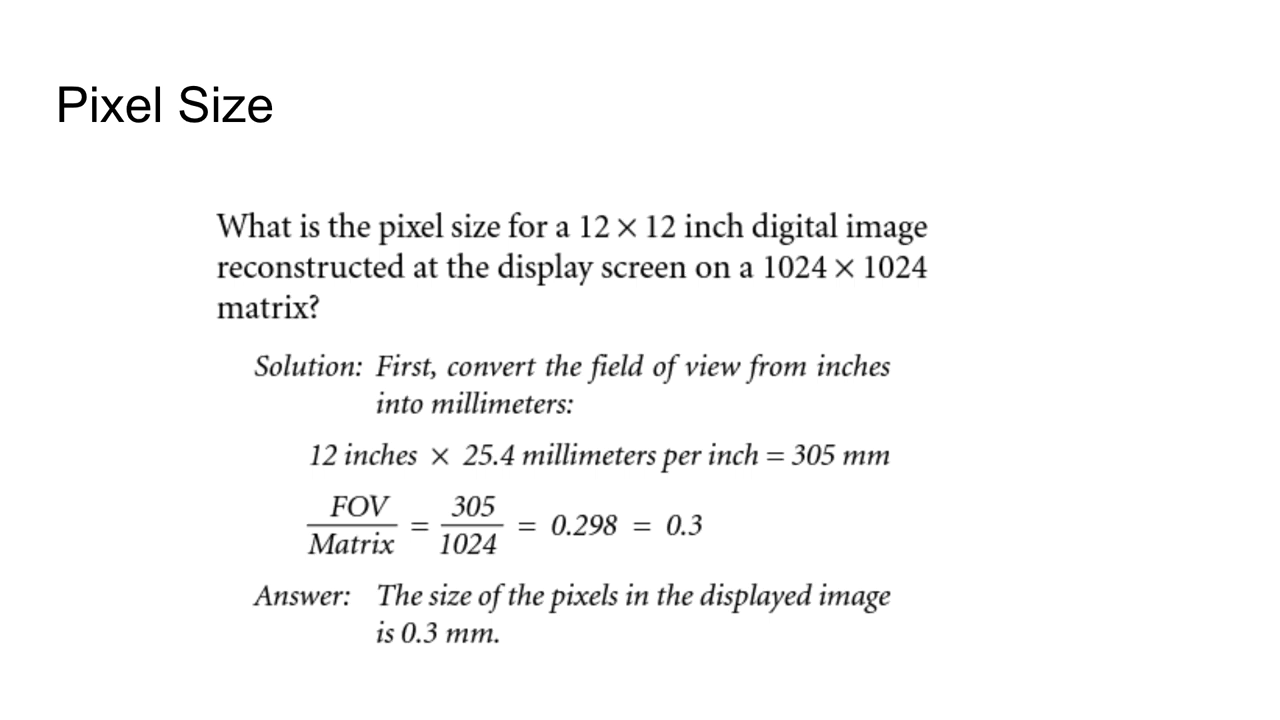 Pixel Size
What is the pixel size for a 12 × 12 inch digital image
reconstructed at the display screen on a 1024 × 1024
matrix?
Solution: First, convert the field of view from inches
into millimeters:
12 inches × 25.4 millimeters per inch = 305 mm
FOV/Matrix = 305/1024 = 0.298 = 0.3
Answer: The size of the pixels in the displayed image
is 0.3 mm.